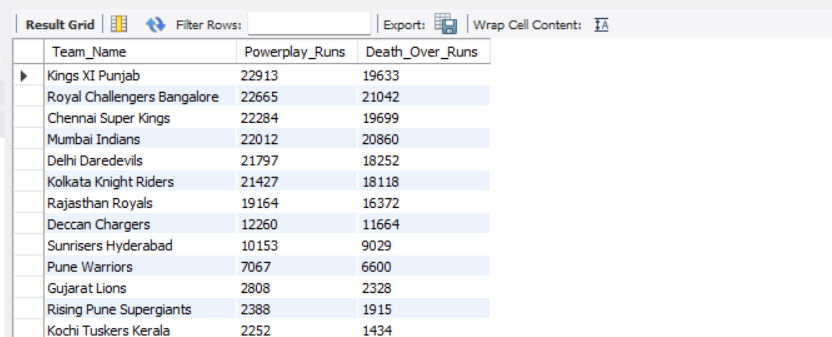 Result Grid Filter Rows: Export: Wrap Cell Content: IA
Team_Name Powerplay_Runs Death_Over_Runs
Kings XI Punjab 22913 19633
Royal Challengers Bangalore 22665 21042
Chennai Super Kings 22284 19699
Mumbai Indians 22012 20860
Delhi Daredevils 21797 18252
Kolkata Knight Riders 21427 18118
Rajasthan Royals 19164 16372
Deccan Chargers 12260 11664
Sunrisers Hyderabad 10153 9029
Pune Warriors 7067 6600
Gujarat Lions 2808 2328
Rising Pune Supergiants 2388 1915
Kochi Tuskers Kerala 2252 1434